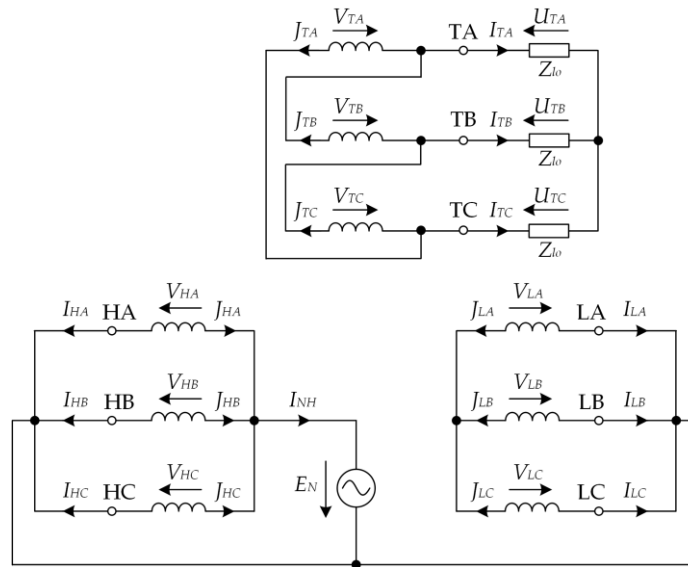 V_TA TA U_TA
J_TA I_TA
Z_lo
V_TB TB U_TB
J_TB I_TB
Z_lo
V_TC TC U_TC
J_TC I_TC
Z_lo
I_HA HA V_HA J_HA
I_HB HB V_HB J_HB I_NH
I_HC HC V_HC J_HC
E_N
J_LA V_LA LA I_LA
J_LB V_LB LB I_LB
J_LC V_LC LC I_LC